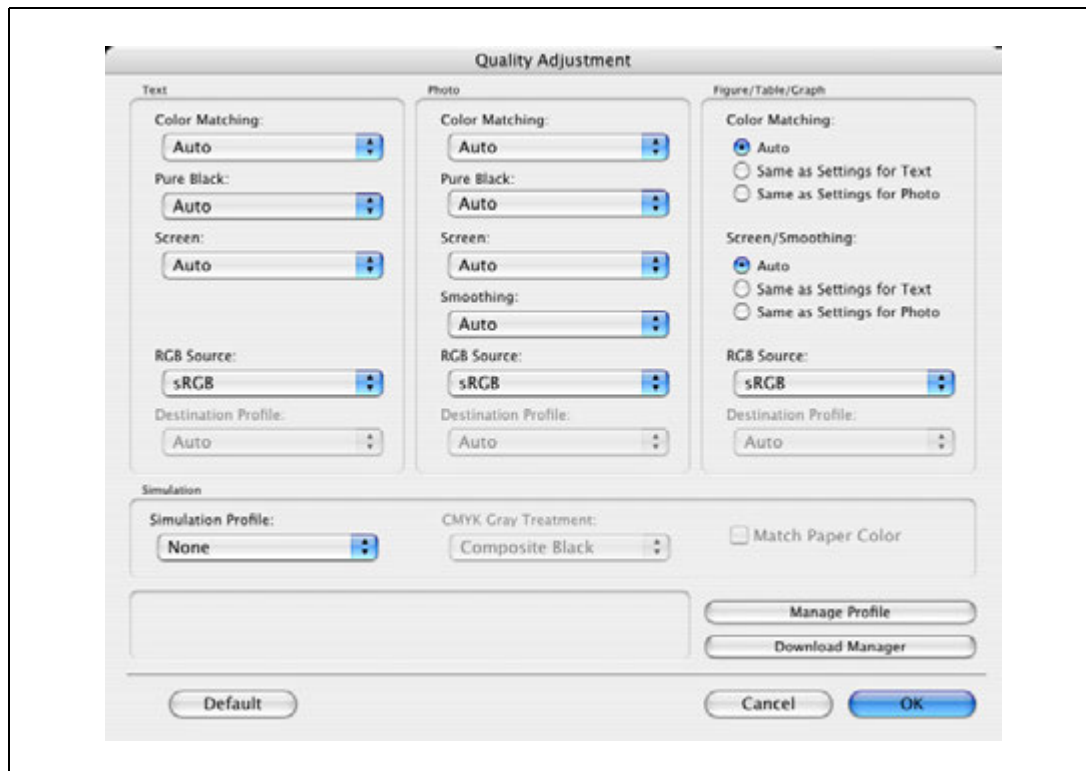 Quality Adjustment
Text
Color Matching:
Auto
Pure Black:
Auto
Screen:
Auto
RGB Source:
sRGB
Destination Profile:
Auto
Photo
Color Matching:
Auto
Pure Black:
Auto
Screen:
Auto
Smoothing:
Auto
RGB Source:
sRGB
Destination Profile:
Auto
Figure/Table/Graph
Color Matching:
Auto
Same as Settings for Text
Same as Settings for Photo
Screen/Smoothing:
Auto
Same as Settings for Text
Same as Settings for Photo
RGB Source:
sRGB
Destination Profile:
Auto
Simulation
Simulation Profile:
None
CMYK Gray Treatment:
Composite Black
Match Paper Color
Manage Profile
Download Manager
Default
Cancel
OK